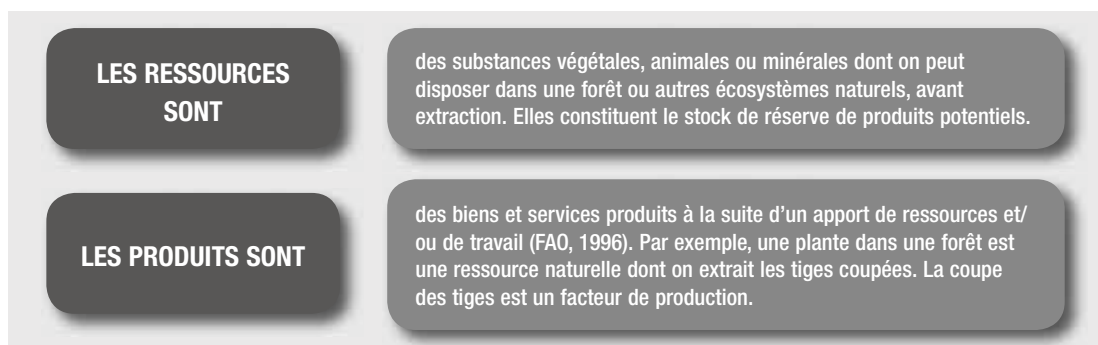 LES RESSOURCES
SONT
des substances végétales, animales ou minérales dont on peut
disposer dans une forêt ou autres écosystèmes naturels, avant
extraction. Elles constituent le stock de réserve de produits potentiels.
LES PRODUITS SONT
des biens et services produits à la suite d’un apport de ressources et/
ou de travail (FAO, 1996). Par exemple, une plante dans une forêt est
une ressource naturelle dont on extrait les tiges coupées. La coupe
des tiges est un facteur de production.